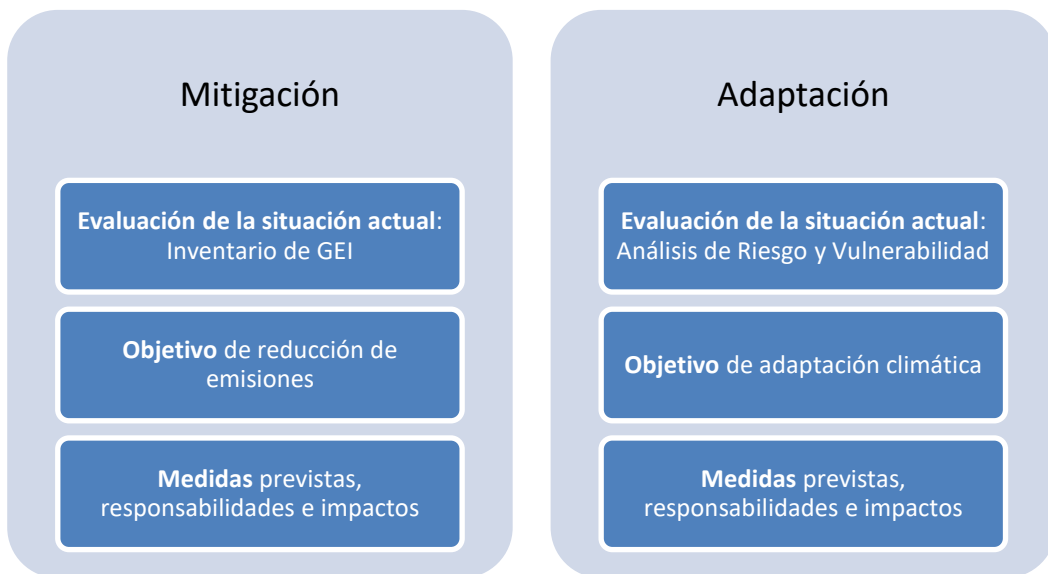 Mitigación
Evaluación de la situación actual:
Inventario de GEI
Objetivo de reducción de
emisiones
Medidas previstas,
responsabilidades e impactos
Adaptación
Evaluación de la situación actual:
Análisis de Riesgo y Vulnerabilidad
Objetivo de adaptación climática
Medidas previstas,
responsabilidades e impactos